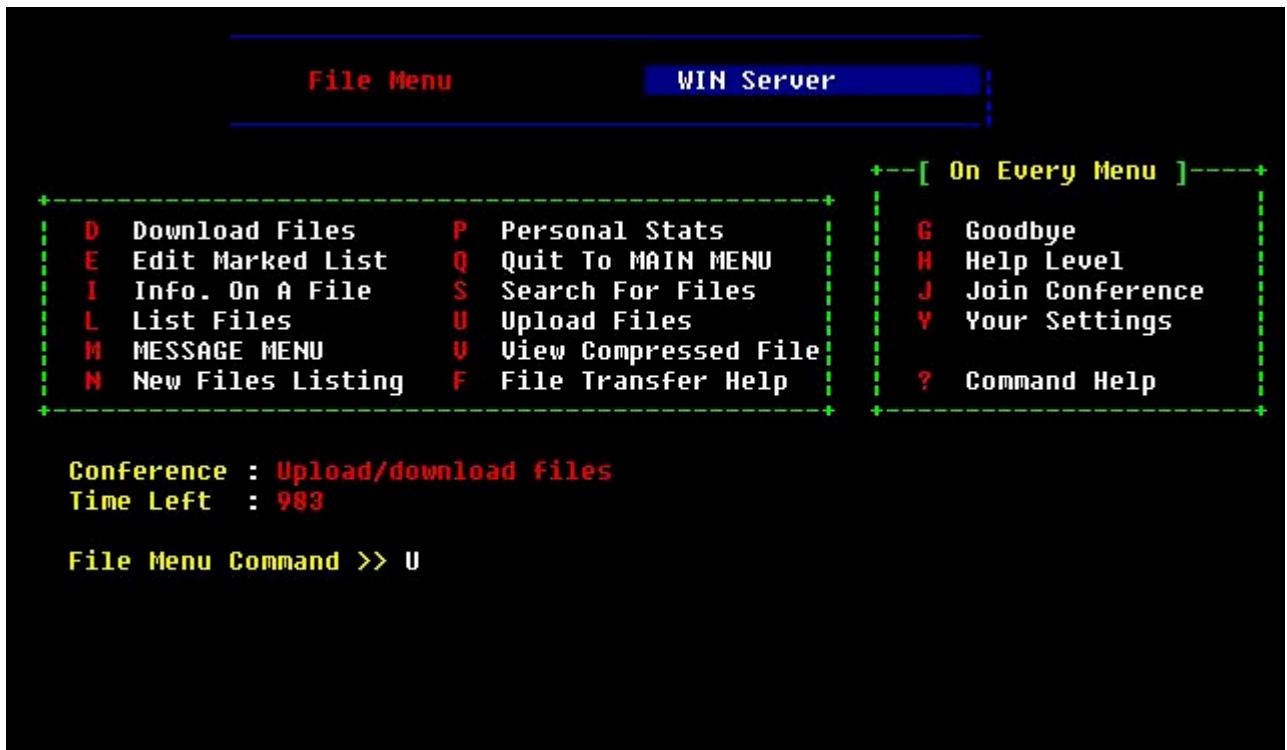 File Menu WIN Server
[ On Every Menu ]
D Download Files P Personal Stats G Goodbye
E Edit Marked List Q Quit To MAIN MENU H Help Level
I Info. On A File S Search For Files J Join Conference
L List Files U Upload Files Y Your Settings
M MESSAGE MENU V View Compressed File
N New Files Listing F File Transfer Help ? Command Help
Conference : Upload/download files
Time Left : 983
File Menu Command >> U